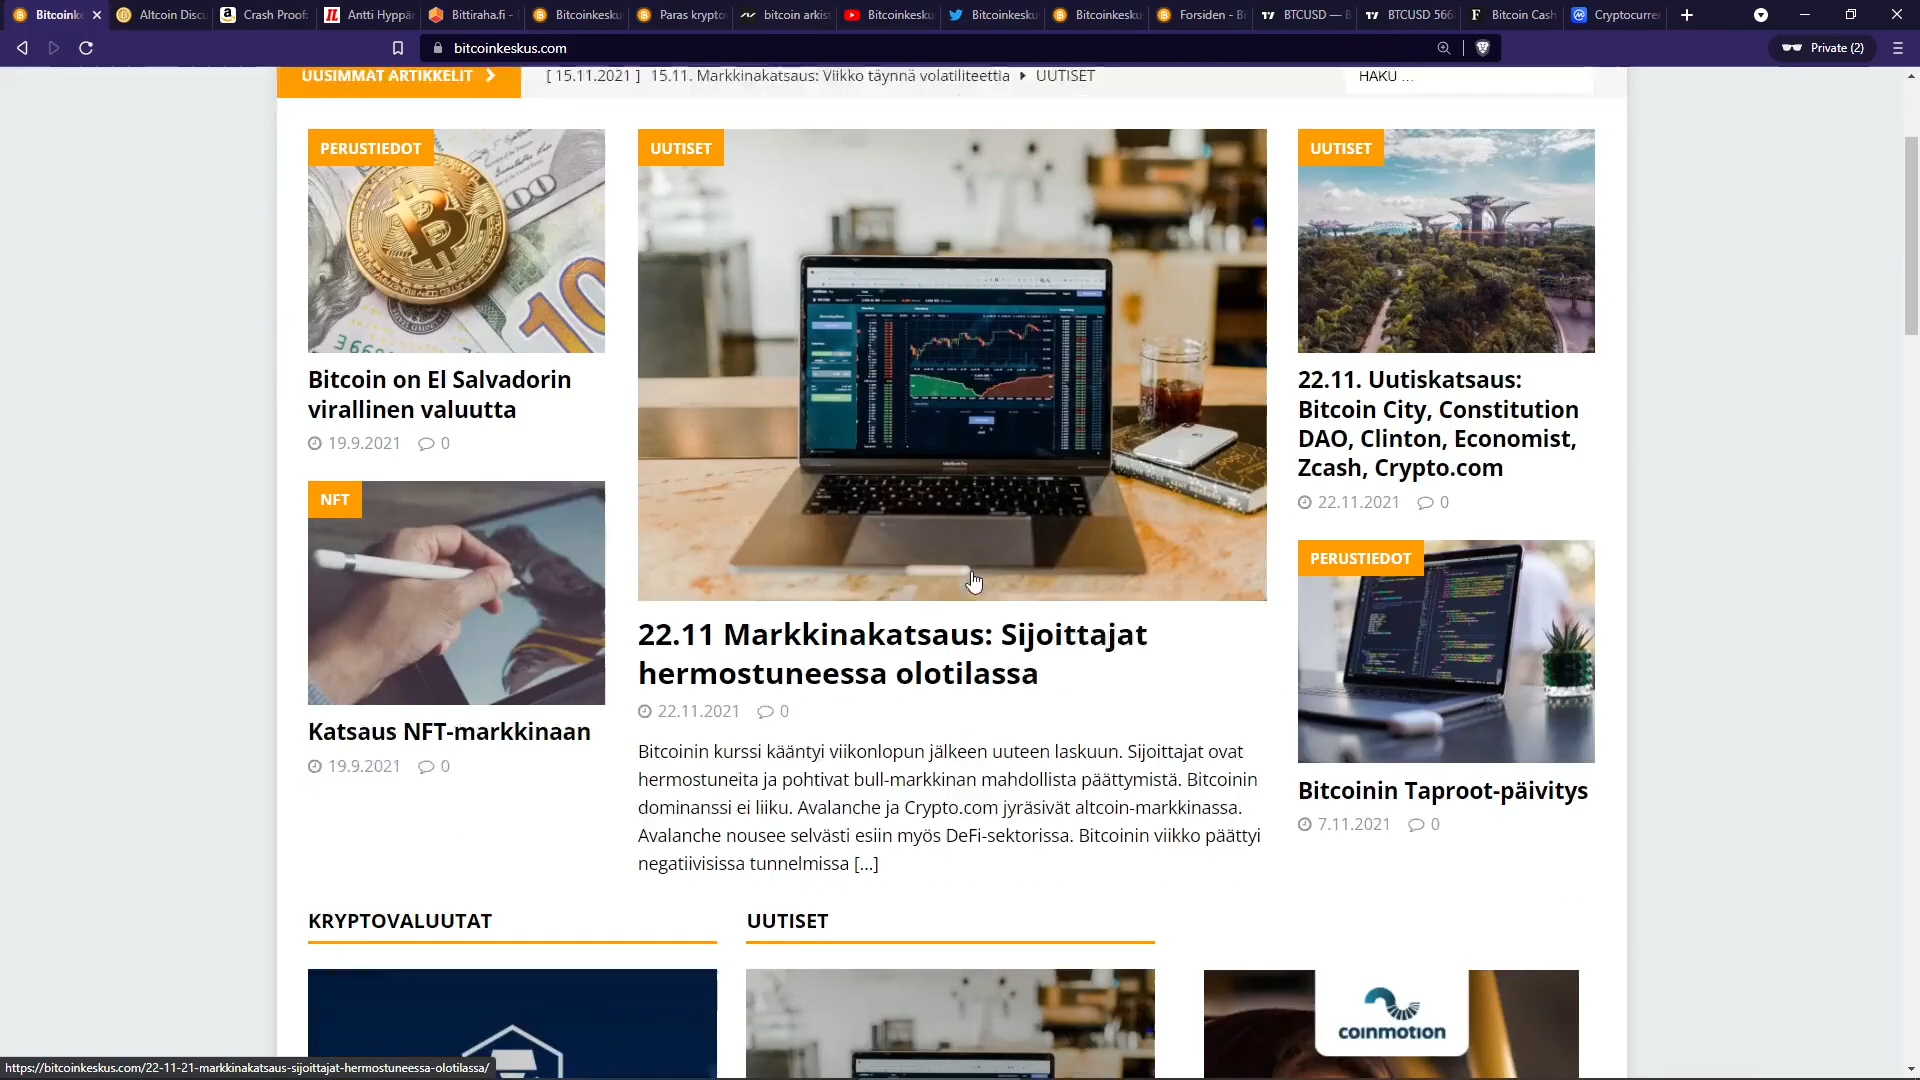 Bitcoinke
Altcoin Discu
Crash Proof:
Antti Hyppä
Bittiraha.fi -
Bitcoinkesku
Paras krypto
bitcoin arkis
Bitcoinkesku
Bitcoinkesku
Bitcoinkesku
Forsiden - B
BTCUSD — B
BTCUSD 566
Bitcoin Cash
Cryptocurre
bitcoinkeskus.com
Private (2)
UUSIMMAT ARTIKKELIT
[ 15.11.2021 ] 15.11. Markkinakatsaus: Viikko täynnä volatiliteettia
UUTISET
HAKU ...
PERUSTIEDOT
Bitcoin on El Salvadorin
virallinen valuutta
19.9.2021 0
NFT
Katsaus NFT-markkinaan
19.9.2021 0
UUTISET
22.11 Markkinakatsaus: Sijoittajat
hermostuneessa olotilassa
22.11.2021 0
Bitcoinin kurssi kääntyi viikonlopun jälkeen uuteen laskuun. Sijoittajat ovat
hermostuneita ja pohtivat bull-markkinan mahdollista päättymistä. Bitcoinin
dominanssi ei liiku. Avalanche ja Crypto.com jyräsivät altcoin-markkinassa.
Avalanche nousee selvästi esiin myös DeFi-sektorissa. Bitcoinin viikko päättyi
negatiivisissa tunnelmissa [...]
UUTISET
22.11. Uutiskatsaus:
Bitcoin City, Constitution
DAO, Clinton, Economist,
Zcash, Crypto.com
22.11.2021 0
PERUSTIEDOT
Bitcoinin Taproot-päivitys
7.11.2021 0
KRYPTOVALUUTAT
UUTISET
coinmotion
https://bitcoinkeskus.com/22-11-21-markkinakatsaus-sijoittajat-hermostuneessa-olotilassa/